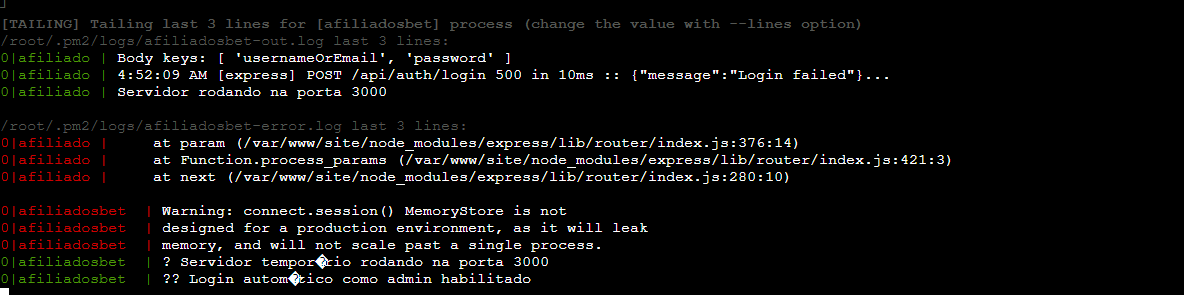 [TAILING] Tailing last 3 lines for [afiliadosbet] process (change the value with --lines option)
/root/.pm2/logs/afiliadosbet-out.log last 3 lines:
0|afiliado | Body keys: [ 'usernameOrEmail', 'password' ]
0|afiliado | 4:52:09 AM [express] POST /api/auth/login 500 in 10ms :: {"message":"Login failed"}...
0|afiliado | Servidor rodando na porta 3000
/root/.pm2/logs/afiliadosbet-error.log last 3 lines:
0|afiliado |     at param (/var/www/site/node_modules/express/lib/router/index.js:376:14)
0|afiliado |     at Function.process_params (/var/www/site/node_modules/express/lib/router/index.js:421:3)
0|afiliado |     at next (/var/www/site/node_modules/express/lib/router/index.js:280:10)
0|afiliadosbet  | Warning: connect.session() MemoryStore is not
0|afiliadosbet  | designed for a production environment, as it will leak
0|afiliadosbet  | memory, and will not scale past a single process.
0|afiliadosbet  | ? Servidor tempor�rio rodando na porta 3000
0|afiliadosbet  | ?? Login autom�tico como admin habilitado